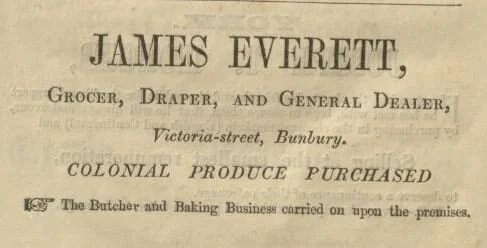 JAMES EVERETT,
GROCER, DRAPER, AND GENERAL DEALER,
Victoria-street, Bunbury.
COLONIAL PRODUCE PURCHASED
☞ The Butcher and Baking Business carried on upon the premises.